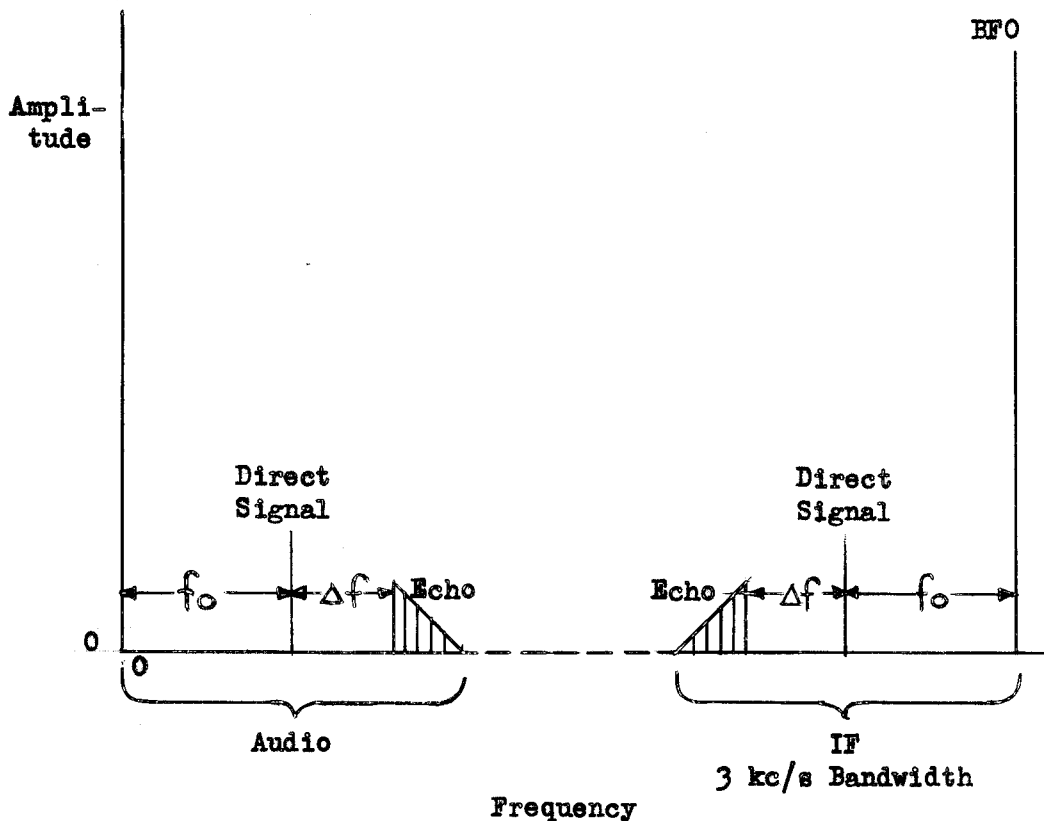 BFO
Ampli-
tude
Direct
Signal
Direct
Signal
f₀
Δf
Echo
Echo
Δf
f₀
0
0
Audio
IF
3 kc/s Bandwidth
Frequency